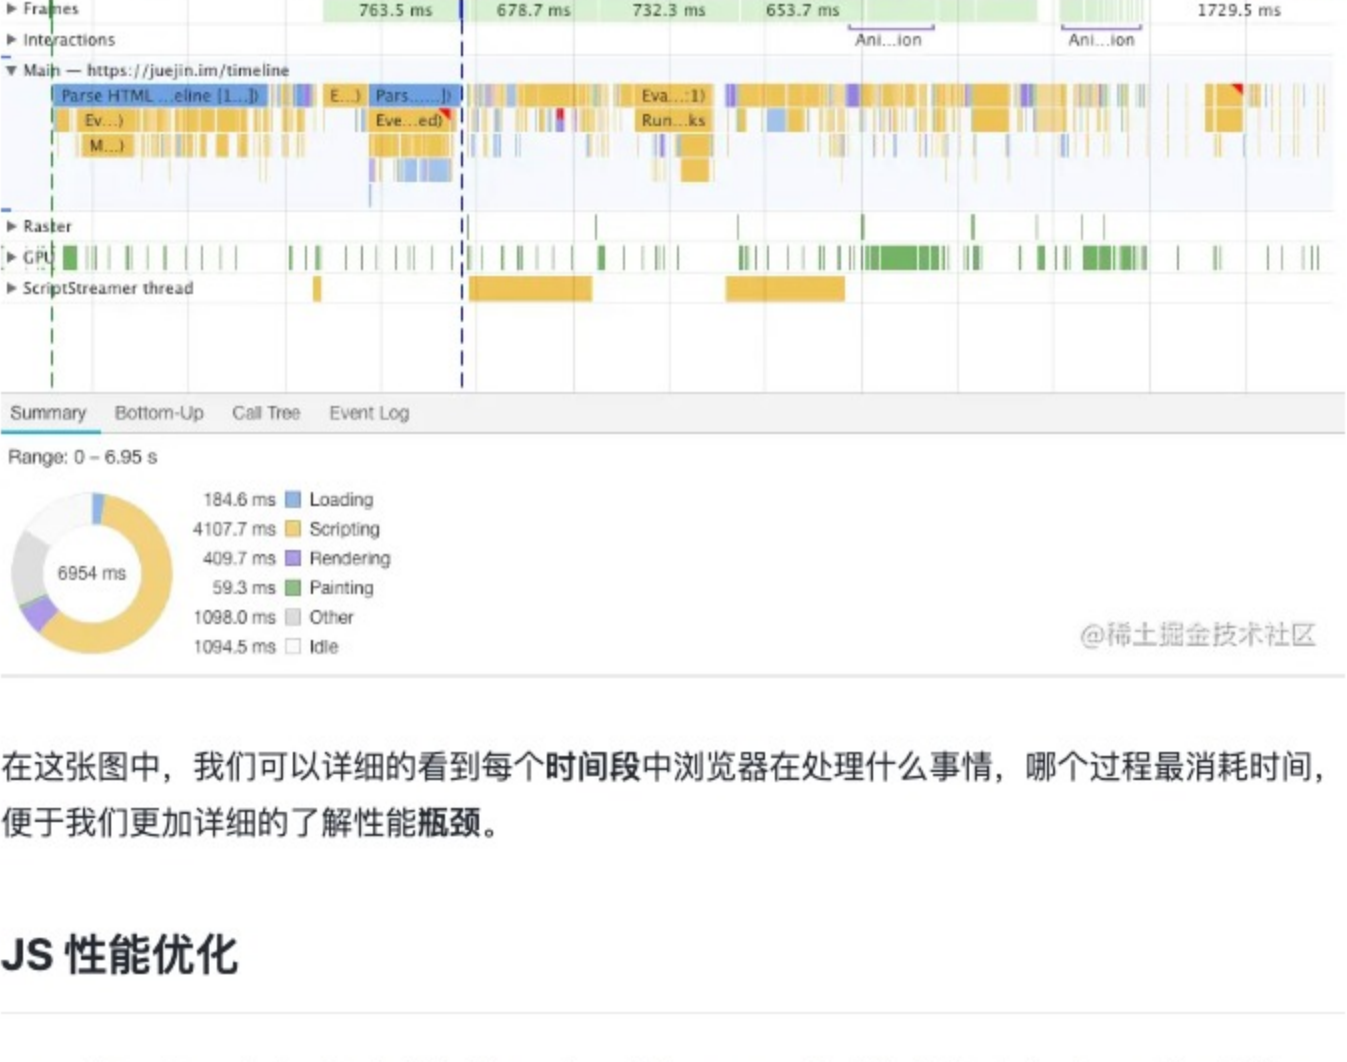 Frames 763.5 ms 678.7 ms 732.3 ms 653.7 ms 1729.5 ms
Interactions Ani...ion Ani...ion
Main — https://juejin.im/timeline
Parse HTML ...eline [1...]) E...) Pars......]) Eva...:1)
Ev...) Eve...ed) Run...ks
M...)
Raster
GPU
ScriptStreamer thread
Summary Bottom-Up Call Tree Event Log
Range: 0 – 6.95 s
184.6 ms Loading
4107.7 ms Scripting
409.7 ms Rendering
6954 ms
59.3 ms Painting
1098.0 ms Other
1094.5 ms Idle
@稀土掘金技术社区
在这张图中，我们可以详细的看到每个时间段中浏览器在处理什么事情，哪个过程最消耗时间，
便于我们更加详细的了解性能瓶颈。
JS 性能优化